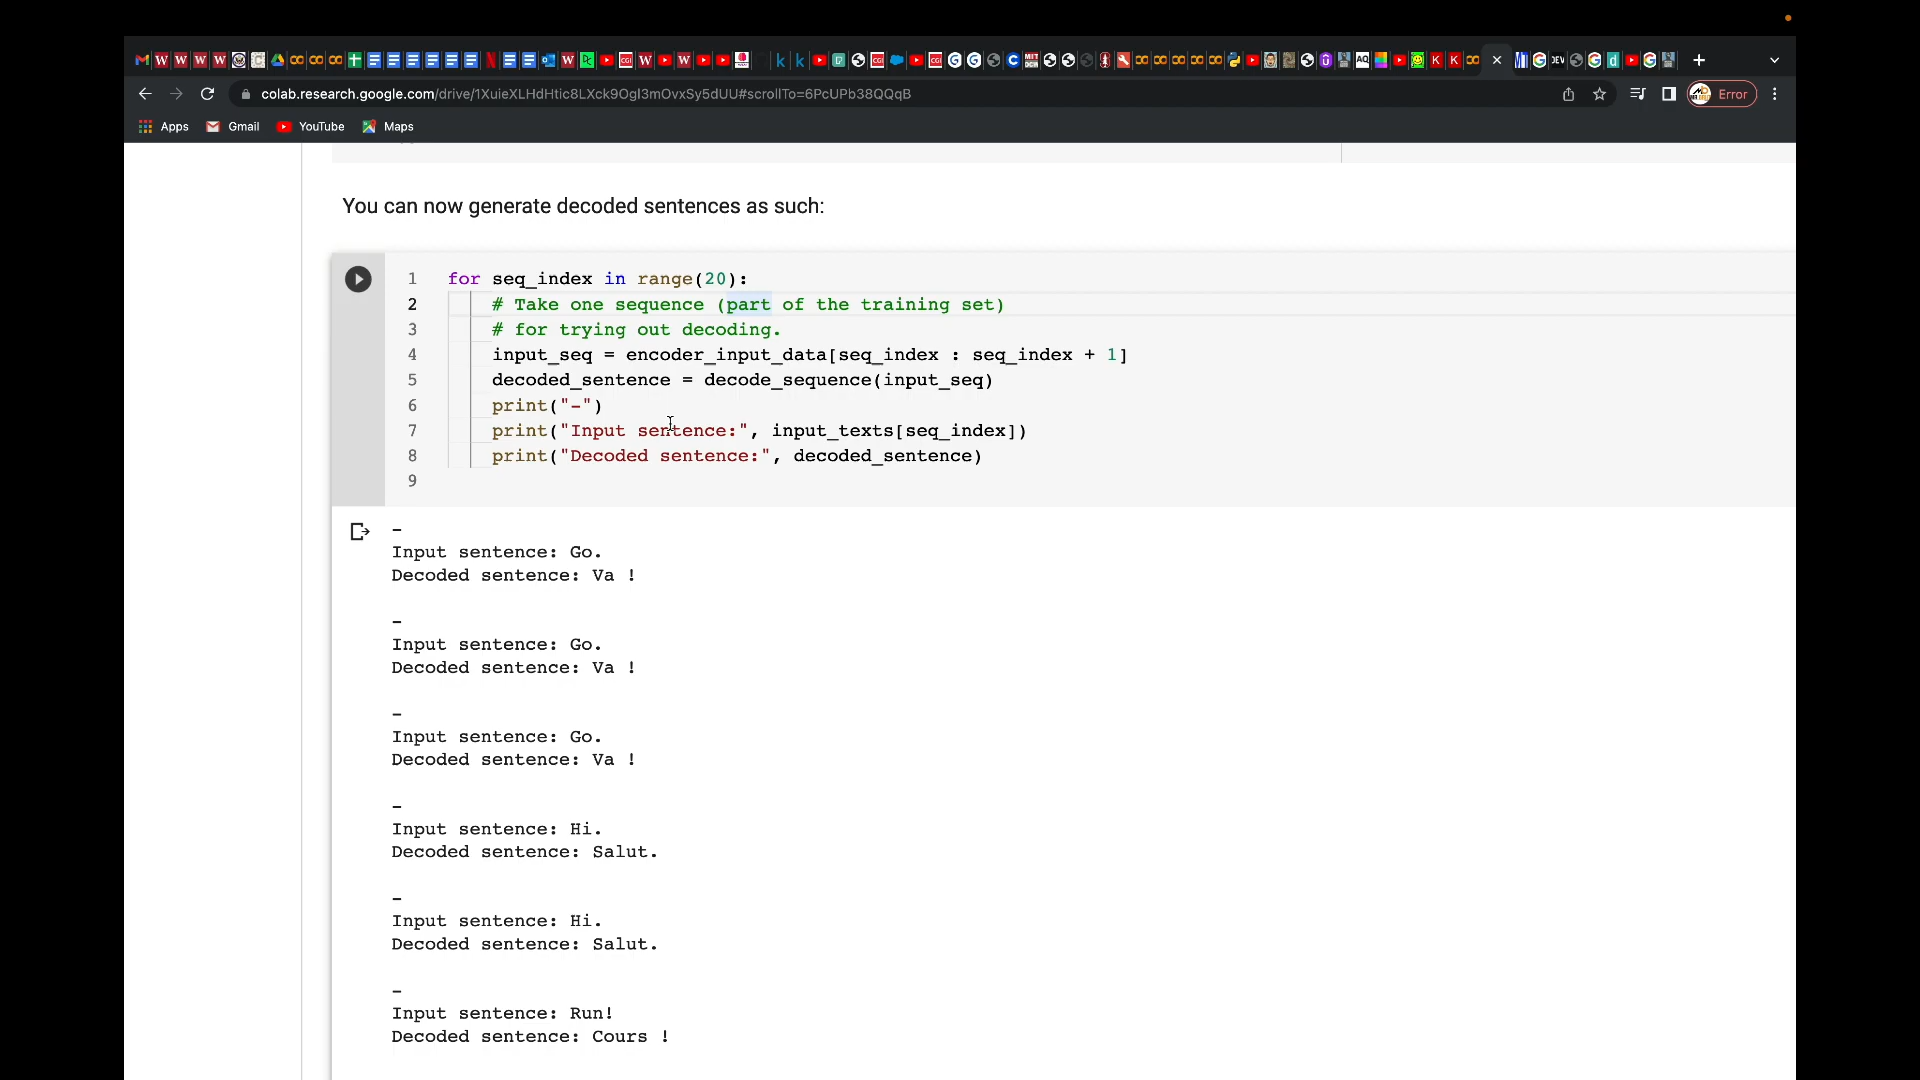 colab.research.google.com/drive/1XuieXLHdHtic8LXck9OgI3mOvxSy5dUU#scrollTo=6PcUPb38QQqB
Error
Apps
Gmail
YouTube
Maps
You can now generate decoded sentences as such:
1 for seq_index in range(20):
2 # Take one sequence (part of the training set)
3 # for trying out decoding.
4 input_seq = encoder_input_data[seq_index : seq_index + 1]
5 decoded_sentence = decode_sequence(input_seq)
6 print("-")
7 print("Input sentence:", input_texts[seq_index])
8 print("Decoded sentence:", decoded_sentence)
9
-
Input sentence: Go.
Decoded sentence: Va !
-
Input sentence: Go.
Decoded sentence: Va !
-
Input sentence: Go.
Decoded sentence: Va !
-
Input sentence: Hi.
Decoded sentence: Salut.
-
Input sentence: Hi.
Decoded sentence: Salut.
-
Input sentence: Run!
Decoded sentence: Cours !